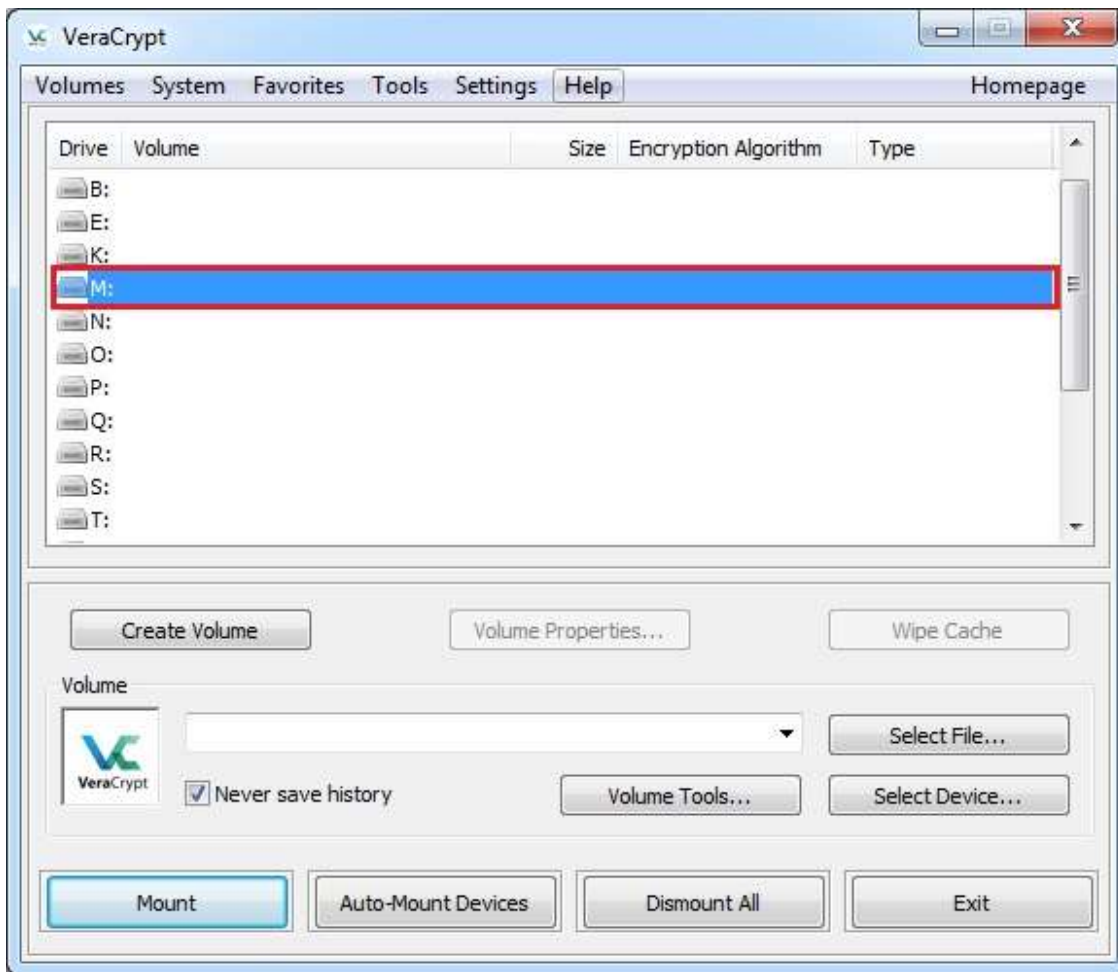 VeraCrypt
Volumes System Favorites Tools Settings Help Homepage
Drive Volume Size Encryption Algorithm Type
B:
E:
K:
M:
N:
O:
P:
Q:
R:
S:
T:
Create Volume Volume Properties... Wipe Cache
Volume
VeraCrypt
Select File...
Never save history Volume Tools... Select Device...
Mount Auto-Mount Devices Dismount All Exit